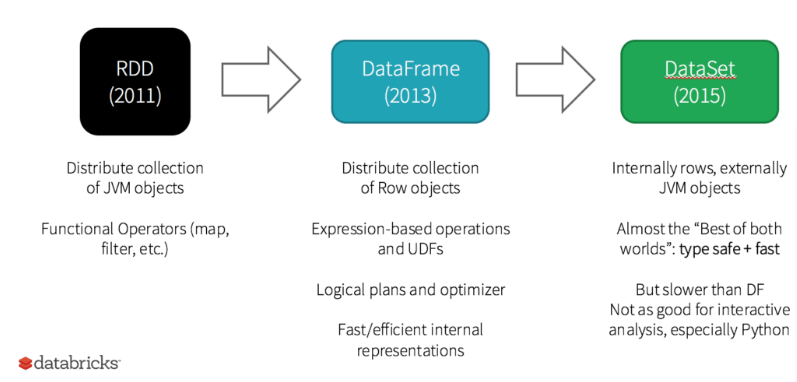 RDD
(2011)
DataFrame
(2013)
DataSet
(2015)
Distribute collection
of JVM objects
Functional Operators (map,
filter, etc.)
Distribute collection
of Row objects
Expression-based operations
and UDFs
Logical plans and optimizer
Fast/efficient internal
representations
Internally rows, externally
JVM objects
Almost the “Best of both
worlds”: type safe + fast
But slower than DF
Not as good for interactive
analysis, especially Python
databricks